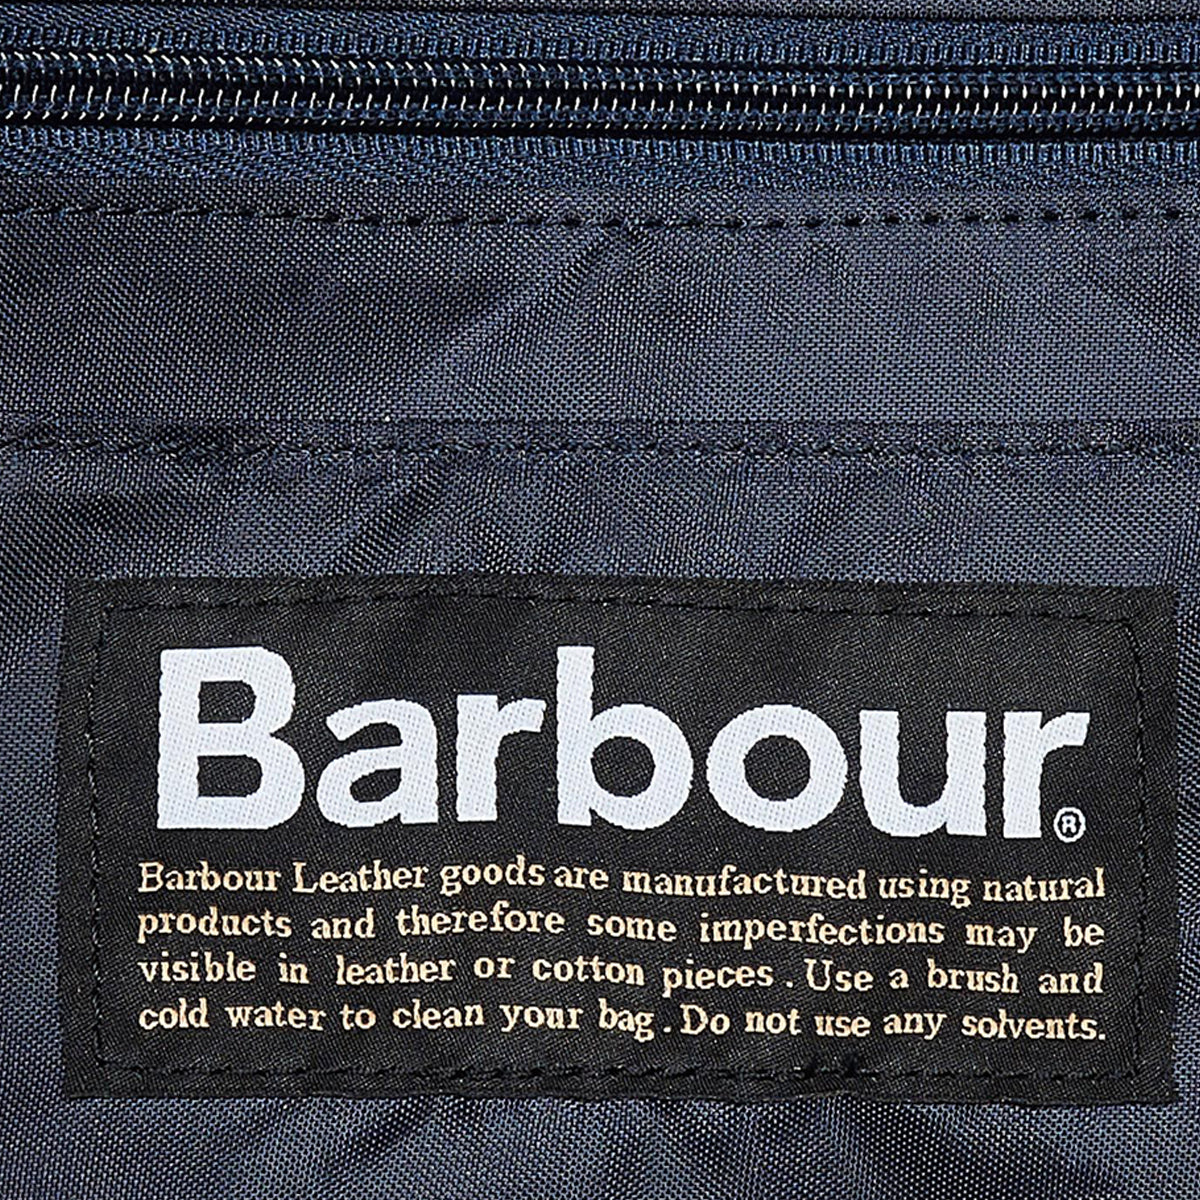 Barbour®
Barbour Leather goods are manufactured using natural
products and therefore some imperfections may be
visible in leather or cotton pieces . Use a brush and
cold water to clean your bag . Do not use any solvents.